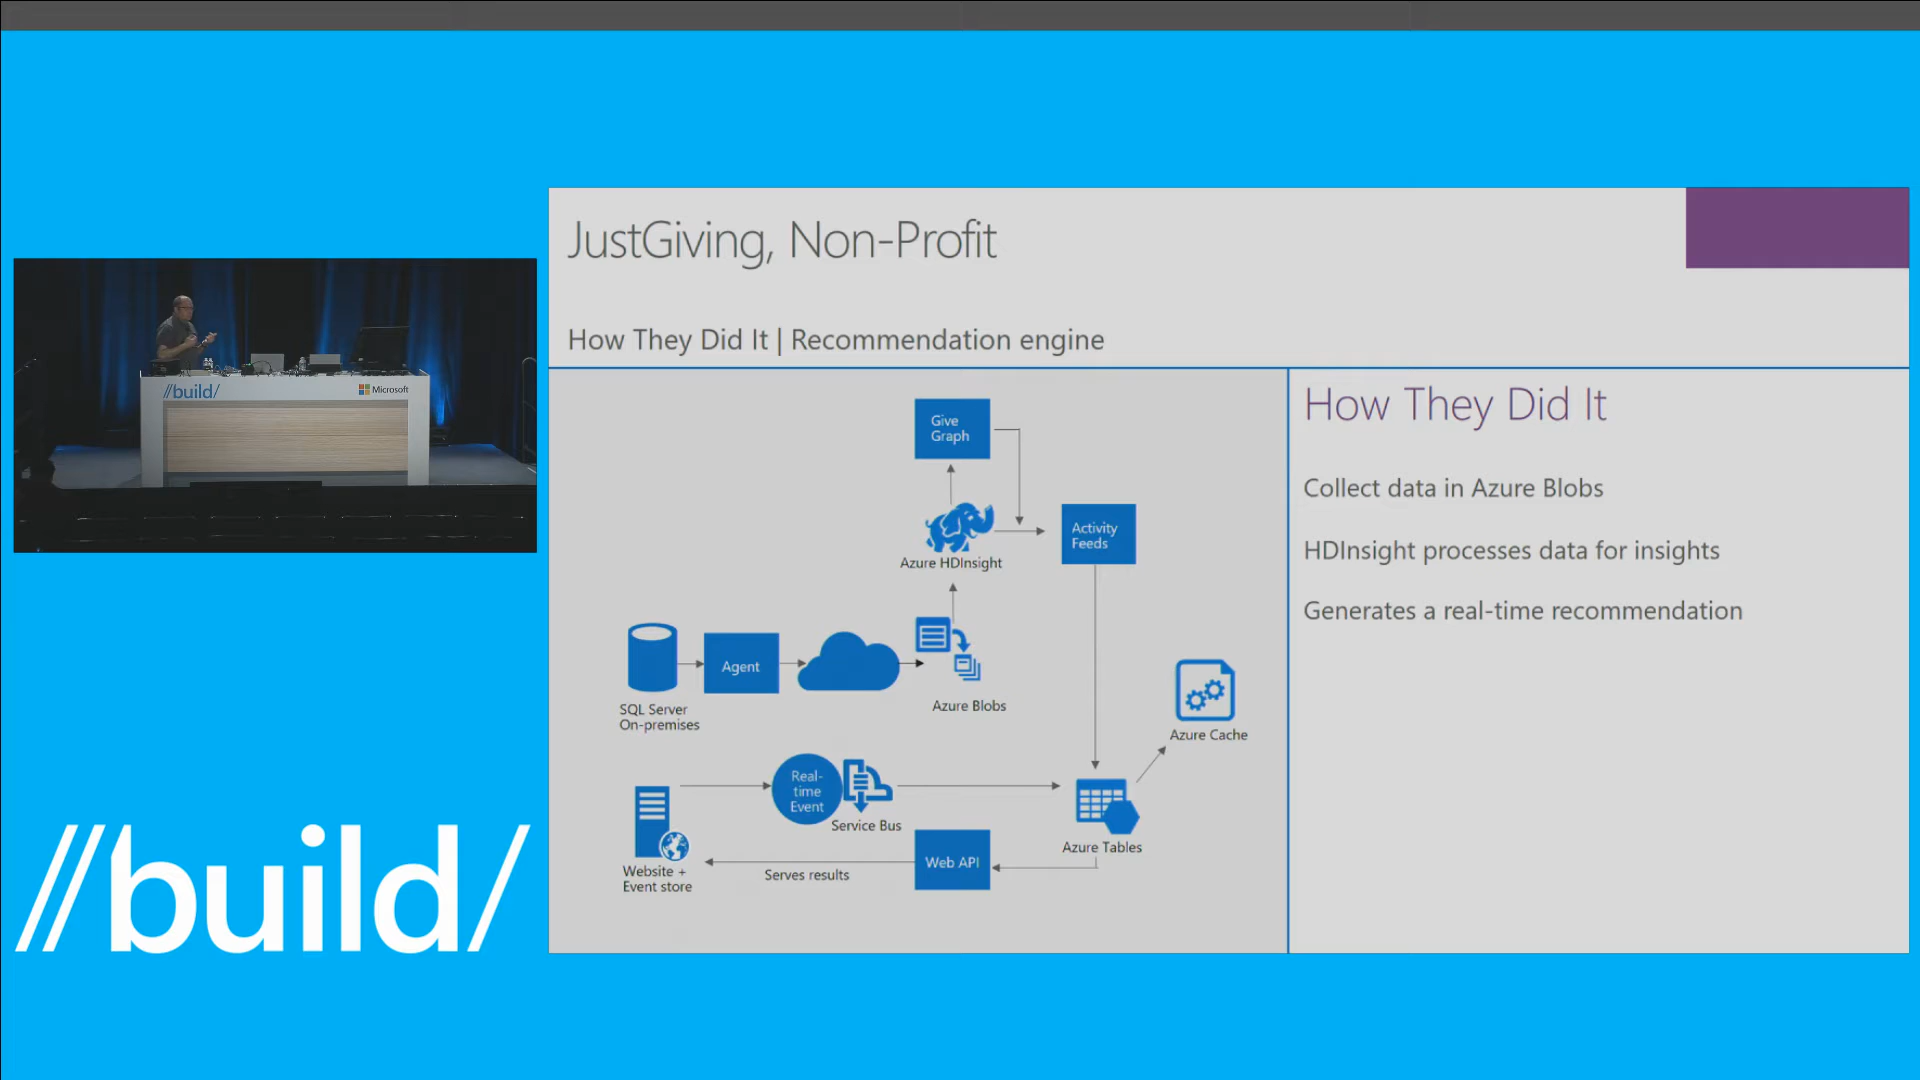 JustGiving, Non-Profit
How They Did It | Recommendation engine
Give
Graph
Activity
Feeds
Azure HDInsight
Agent
SQL Server
On-premises
Azure Blobs
Azure Cache
Real-
time
Event
Service Bus
Azure Tables
Website +
Event store
Serves results
Web API
How They Did It
Collect data in Azure Blobs
HDInsight processes data for insights
Generates a real-time recommendation
//build/
Microsoft
//build/